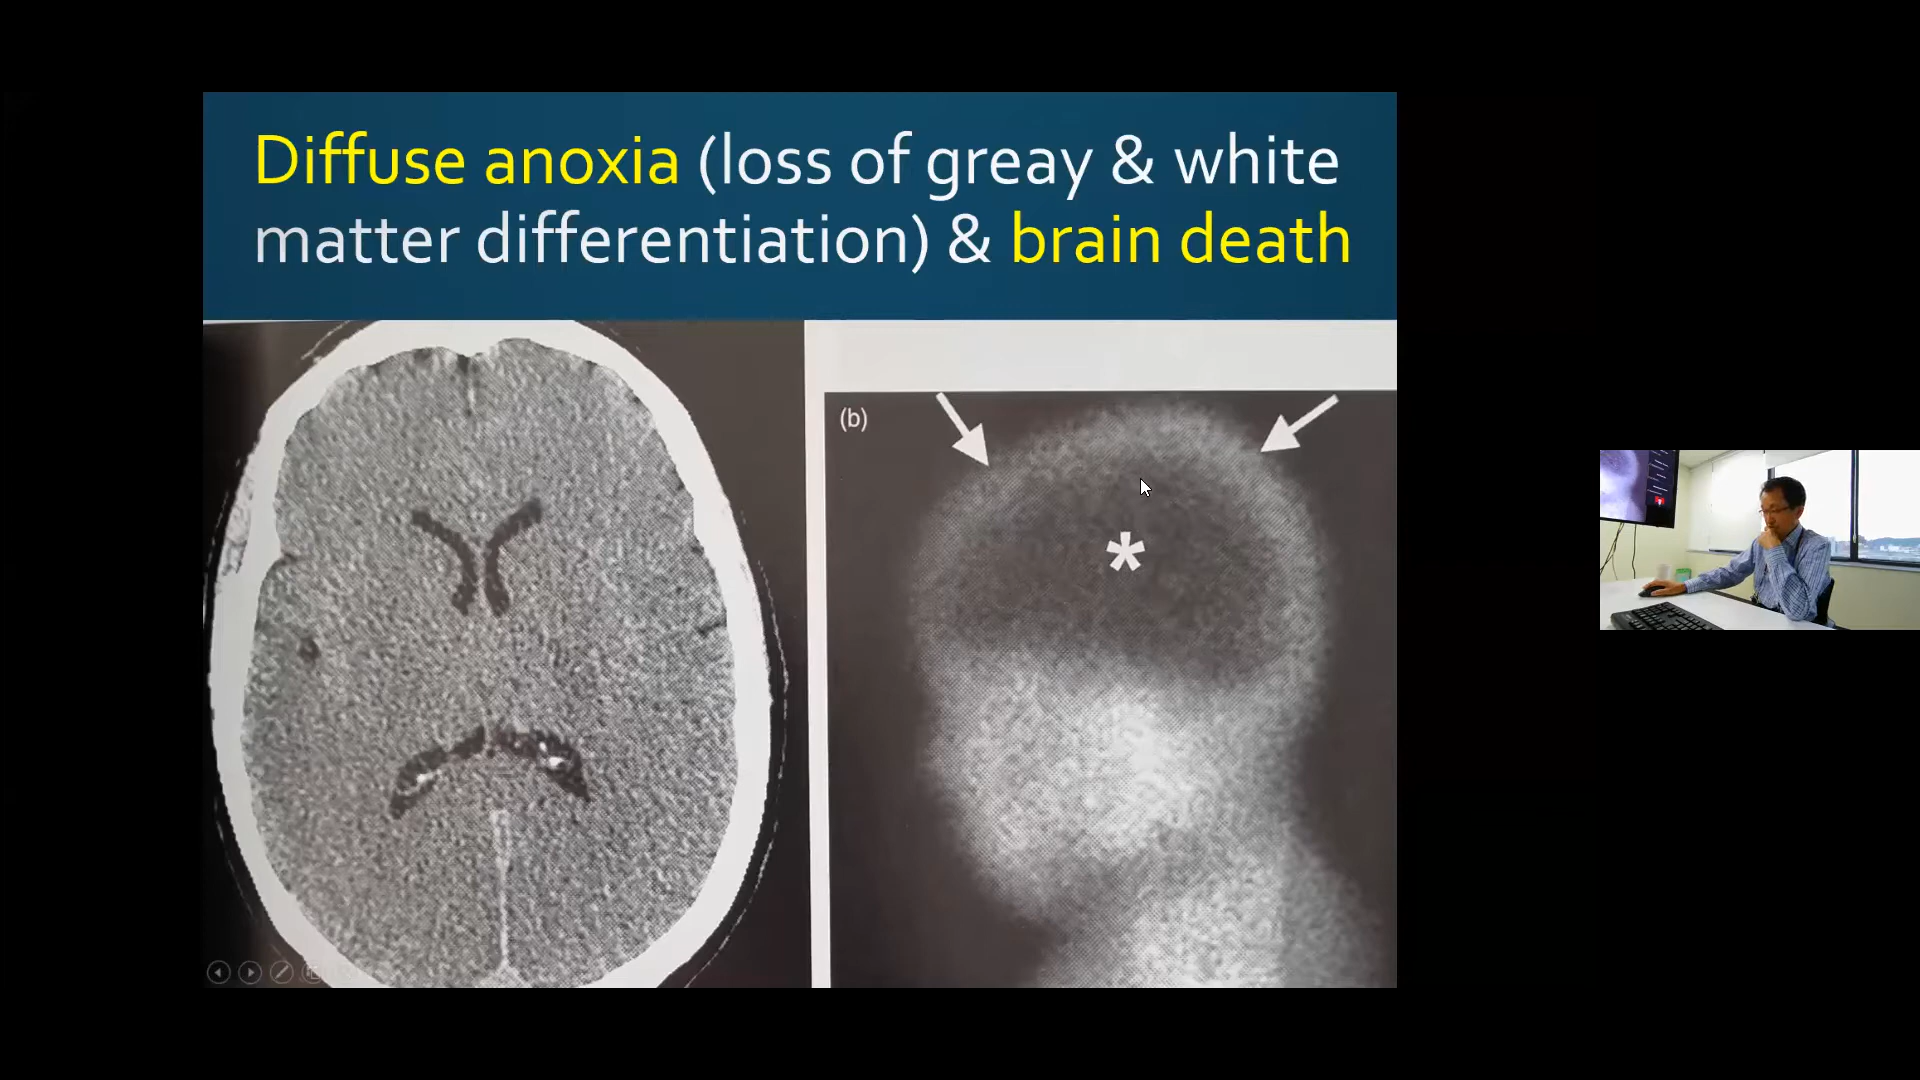 Diffuse anoxia (loss of greay & white
matter differentiation) & brain death
(b)
*